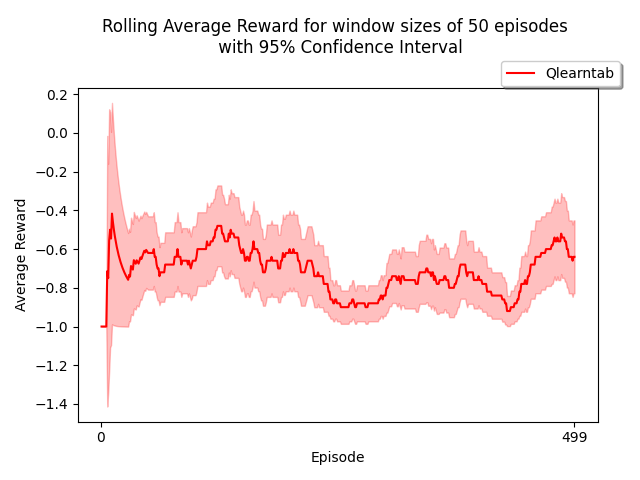 Rolling Average Reward for window sizes of 50 episodes
with 95% Confidence Interval
Qlearntab
0.2
0.0
−0.2
−0.4
−0.6
−0.8
−1.0
−1.2
−1.4
Average Reward
0
499
Episode